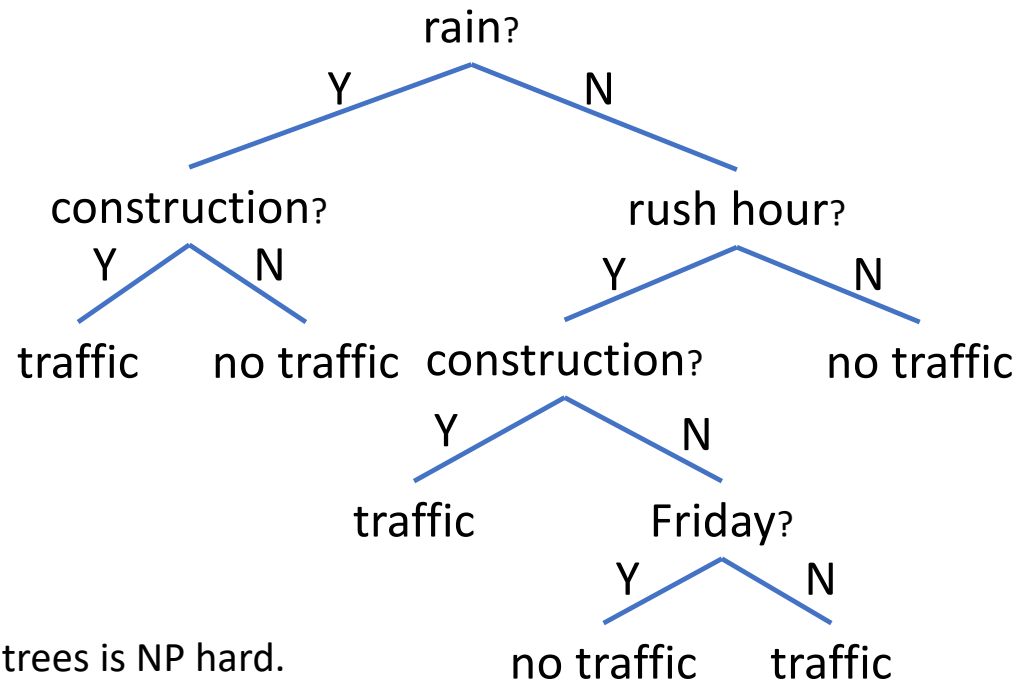 rain?
Y N
construction? rush hour?
Y N Y N
traffic no traffic construction? no traffic
Y N
traffic Friday?
Y N
trees is NP hard.
no traffic traffic